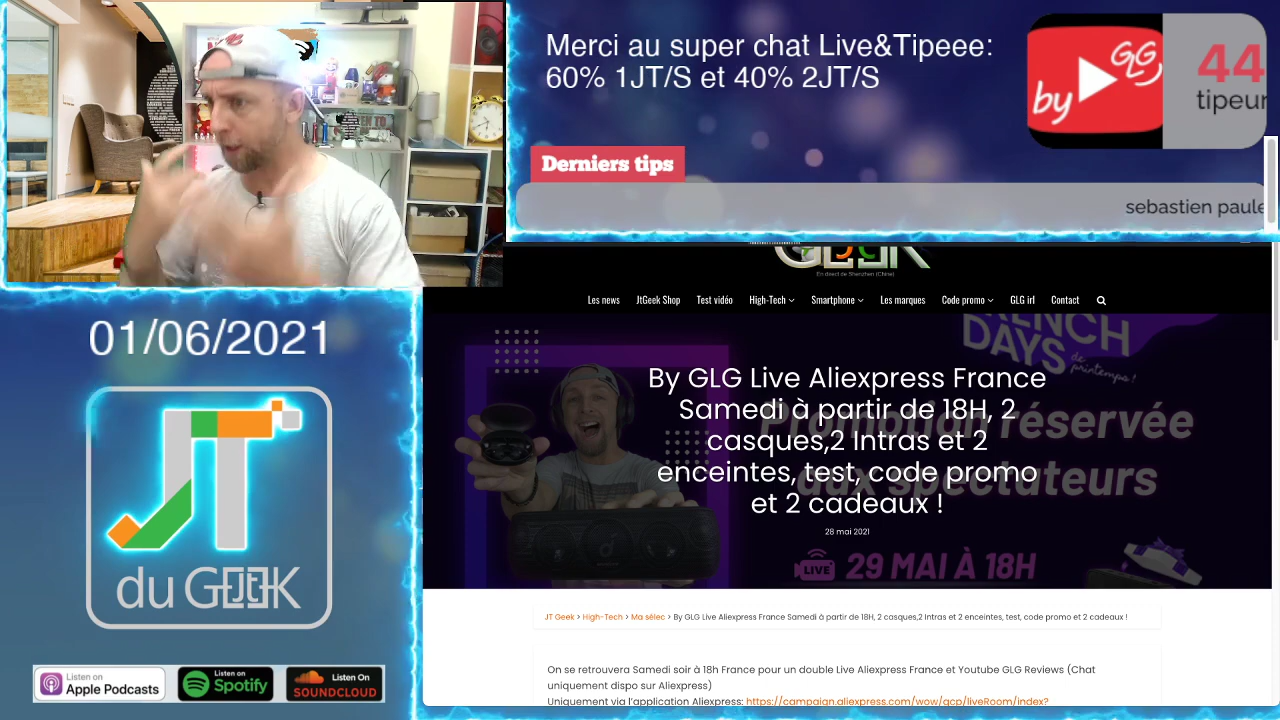 Merci au super chat Live&Tipeee:
60% 1JT/S et 40% 2JT/S
by GLG
44
tipeur
Derniers tips
sebastien paule
GEEK
En direct de Shenzhen (Chine)
Les news JtGeek Shop Test vidéo High-Tech Smartphone Les marques Code promo GLG irl Contact
FRENCH
DAYS
de
printemps!
Promotion réservée
aux spectateurs
By GLG Live Aliexpress France
Samedi à partir de 18H, 2
casques,2 Intras et 2
enceintes, test, code promo
et 2 cadeaux !
28 mai 2021
LIVE 29 MAI À 18H
JT Geek > High-Tech > Ma sélec > By GLG Live Aliexpress France Samedi à partir de 18H, 2 casques,2 Intras et 2 enceintes, test, code promo et 2 cadeaux !
On se retrouvera Samedi soir à 18h France pour un double Live Aliexpress France et Youtube GLG Reviews (Chat
uniquement dispo sur Aliexpress)
Uniquement via l'application Aliexpress: https://campaign.aliexpress.com/wow/gcp/liveRoom/index?
01/06/2021
JT
du GEEK
Listen on
Apple Podcasts
Listen on
Spotify
Listen On
SOUNDCLOUD